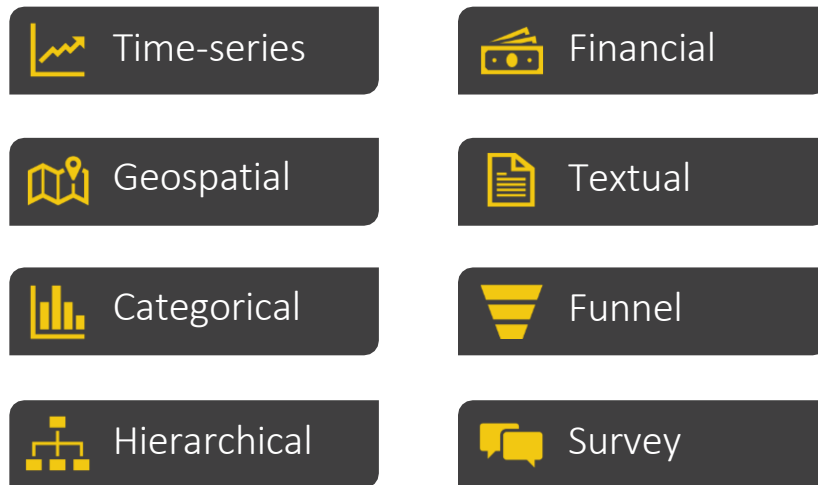 Time-series
Financial
Geospatial
Textual
Categorical
Funnel
Hierarchical
Survey